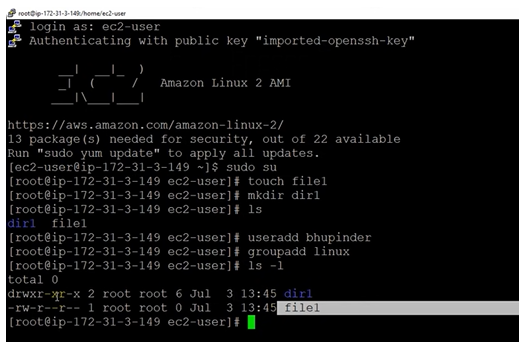 root@ip-172-31-3-149:/home/ec2-user
login as: ec2-user
Authenticating with public key "imported-openssh-key"
__|  __|_  )
_|  (     /   Amazon Linux 2 AMI
___|\___|___|
https://aws.amazon.com/amazon-linux-2/
13 package(s) needed for security, out of 22 available
Run "sudo yum update" to apply all updates.
[ec2-user@ip-172-31-3-149 ~]$ sudo su
[root@ip-172-31-3-149 ec2-user]# touch file1
[root@ip-172-31-3-149 ec2-user]# mkdir dir1
[root@ip-172-31-3-149 ec2-user]# ls
dir1  file1
[root@ip-172-31-3-149 ec2-user]# useradd bhupinder
[root@ip-172-31-3-149 ec2-user]# groupadd linux
[root@ip-172-31-3-149 ec2-user]# ls -l
total 0
drwxr-xr-x 2 root root 6 Jul  3 13:45 dir1
-rw-r--r-- 1 root root 0 Jul  3 13:45 file1
[root@ip-172-31-3-149 ec2-user]#